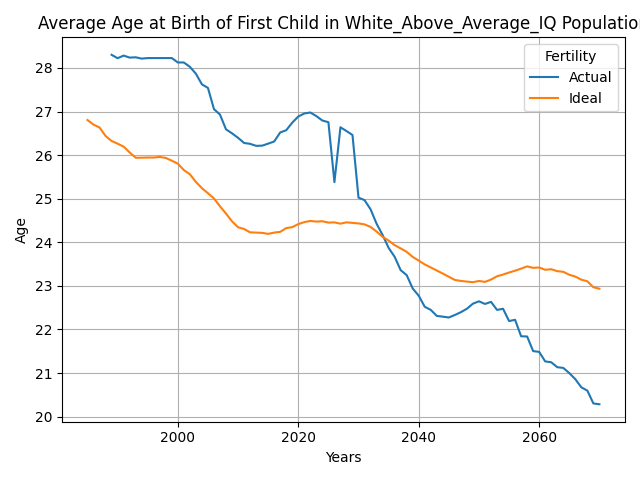 Average Age at Birth of First Child in White_Above_Average_IQ Population
Fertility
Actual
Ideal
28
27
26
25
24
23
22
21
20
Age
2000 2020 2040 2060
Years